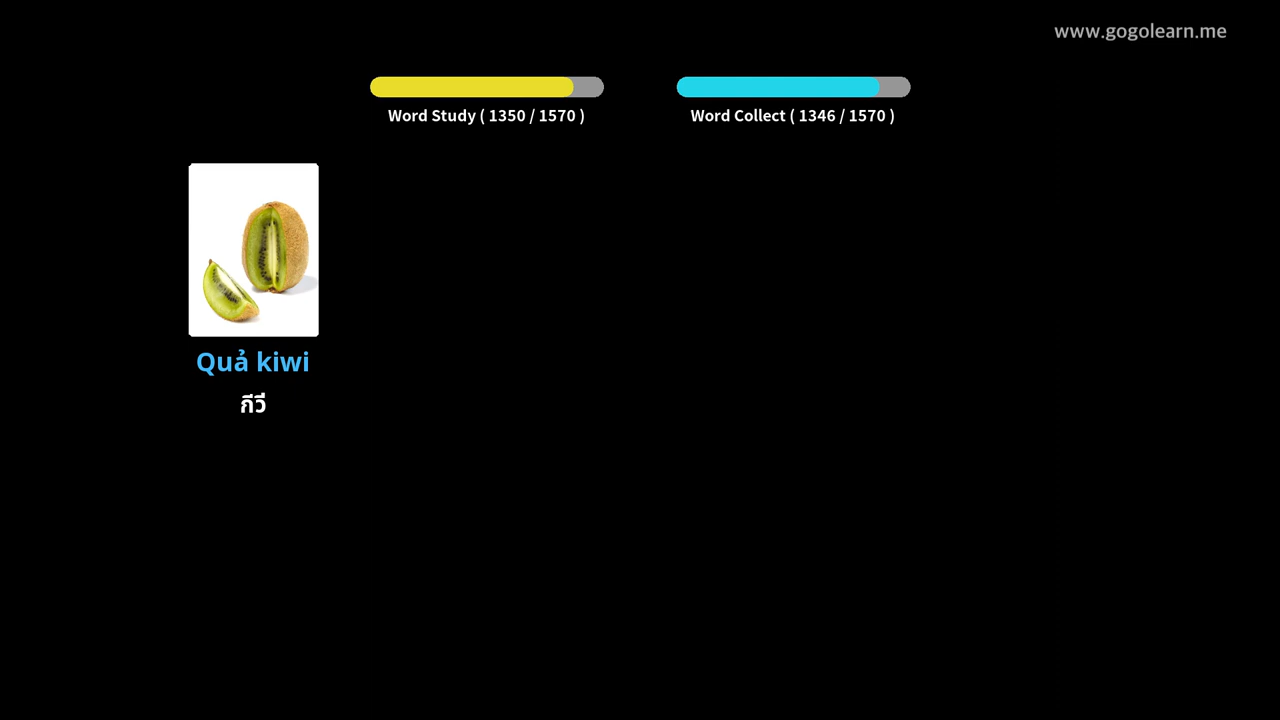 www.gogolearn.me
Word Study ( 1350 / 1570 )
Word Collect ( 1346 / 1570 )
Quả kiwi
กีวี